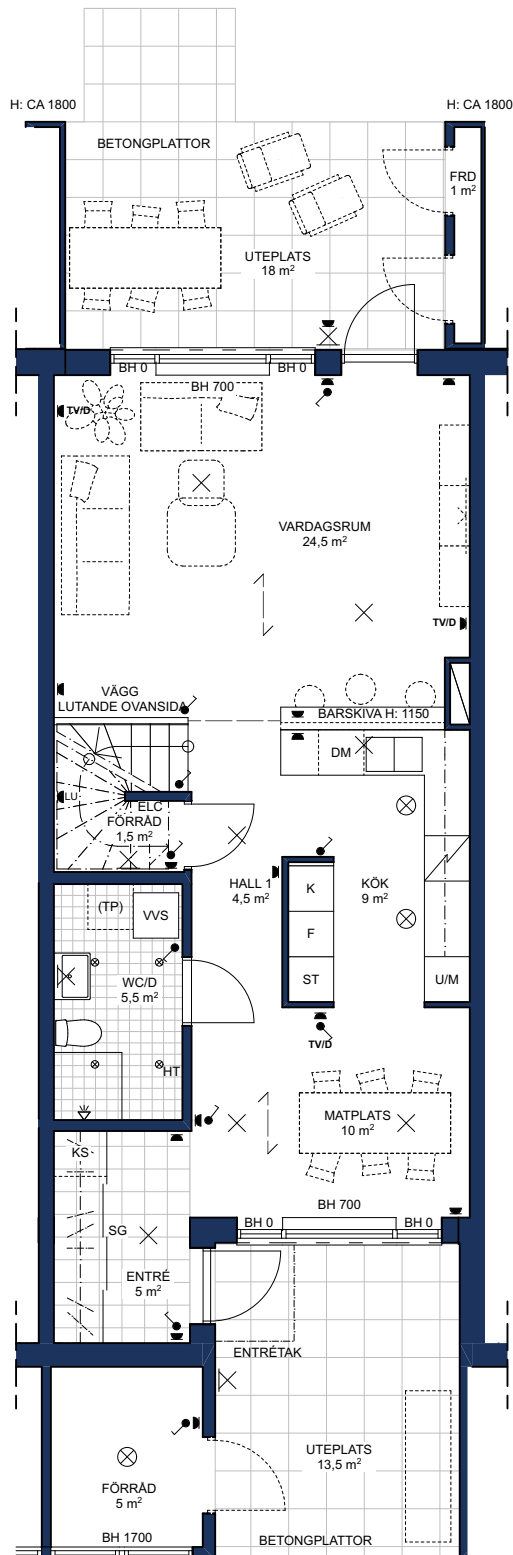 H: CA 1800
H: CA 1800
BETONGPLATTOR
FRD
1 m²
UTEPLATS
18 m²
BH 0
BH 0
BH 700
TV/D
VARDAGSRUM
24,5 m²
TV/D
VÄGG
LUTANDE OVANSIDA
BARSKIVA H: 1150
DM
LU
ELC
FÖRRÅD
1,5 m²
HALL 1
4,5 m²
K
KÖK
9 m²
(TP)
VVS
F
WC/D
5,5 m²
ST
U/M
TV/D
HT
MATPLATS
10 m²
KS
BH 700
BH 0
BH 0
SG
ENTRÉ
5 m²
ENTRÉTAK
UTEPLATS
13,5 m²
FÖRRÅD
5 m²
BH 1700
BETONGPLATTOR